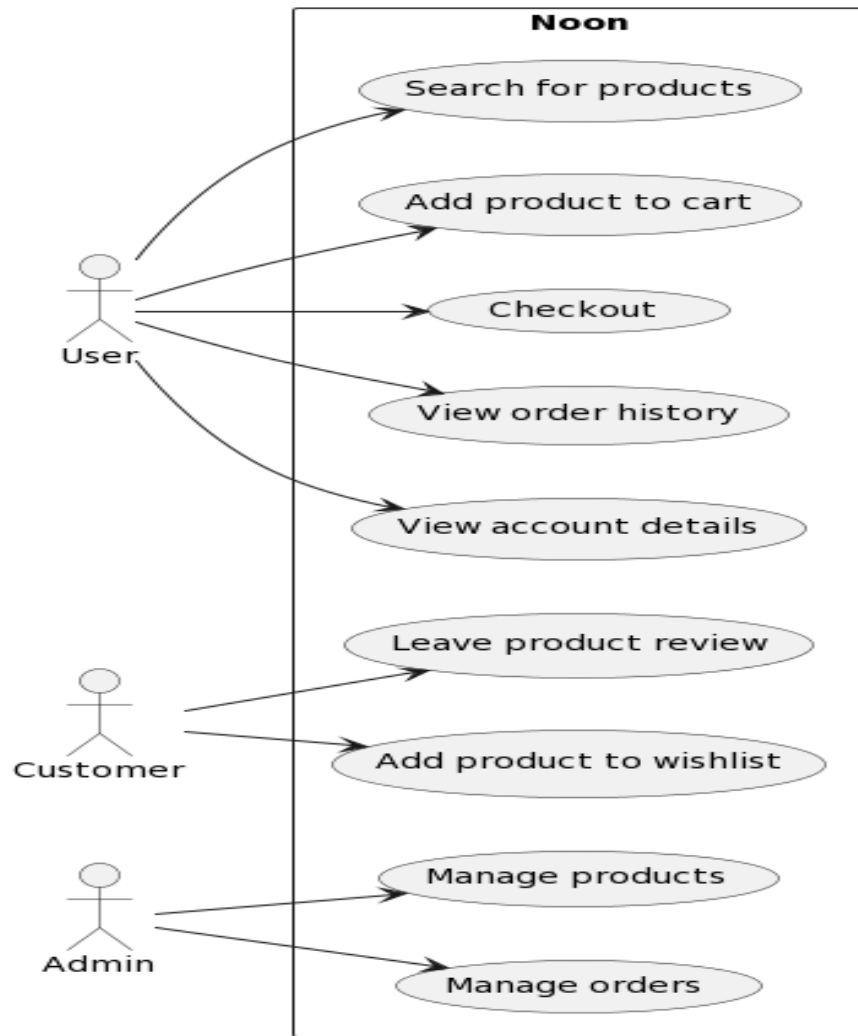 Noon
Search for products
Add product to cart
Checkout
User
View order history
View account details
Leave product review
Customer
Add product to wishlist
Manage products
Admin
Manage orders